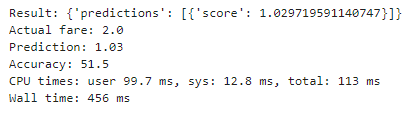 Result: {'predictions': [{'score': 1.029719591140747}]}
Actual fare: 2.0
Prediction: 1.03
Accuracy: 51.5
CPU times: user 99.7 ms, sys: 12.8 ms, total: 113 ms
Wall time: 456 ms